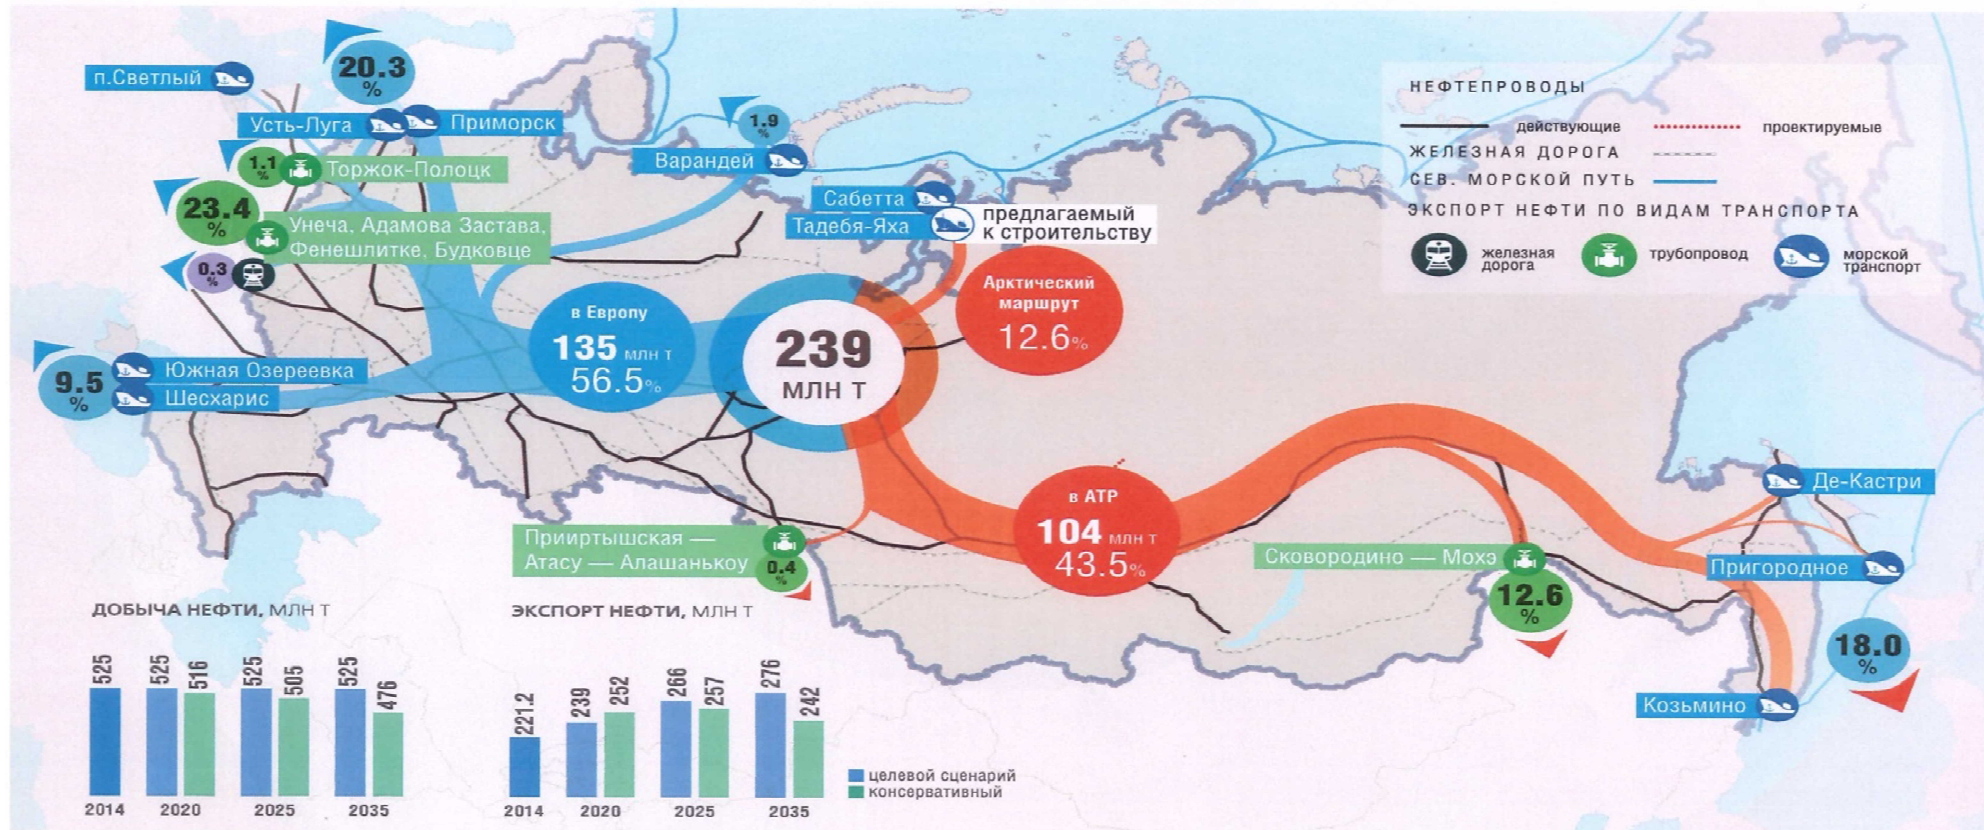 20.3
%
п.Светлый
Усть-Луга
Приморск
1.9
%
Варандей
1.1
%
Торжок-Полоцк
23.4
%
Унеча, Адамова Застава,
Фенешлитке, Будковце
0.3
%
Сабетта
Тадебя-Яха
предлагаемый
к строительству
НЕФТЕПРОВОДЫ
действующие
проектируемые
ЖЕЛЕЗНАЯ ДОРОГА
СЕВ. МОРСКОЙ ПУТЬ
ЭКСПОРТ НЕФТИ ПО ВИДАМ ТРАНСПОРТА
железная
дорога
трубопровод
морской
транспорт
Арктический
маршрут
12.6%
в Европу
135 млн т
56.5%
239
млн т
9.5
%
Южная Озереевка
Шесхарис
в АТР
104 млн т
43.5%
Прииртышская —
Атасу — Алашанькоу
0.4
%
Сковородино — Мохэ
12.6
%
Де-Кастри
Пригородное
18.0
%
Козьмино
ДОБЫЧА НЕФТИ, МЛН Т
525
525
516
525
505
525
476
2014
2020
2025
2035
ЭКСПОРТ НЕФТИ, МЛН Т
221.2
239
252
266
257
276
242
2014
2020
2025
2035
целевой сценарий
консервативный